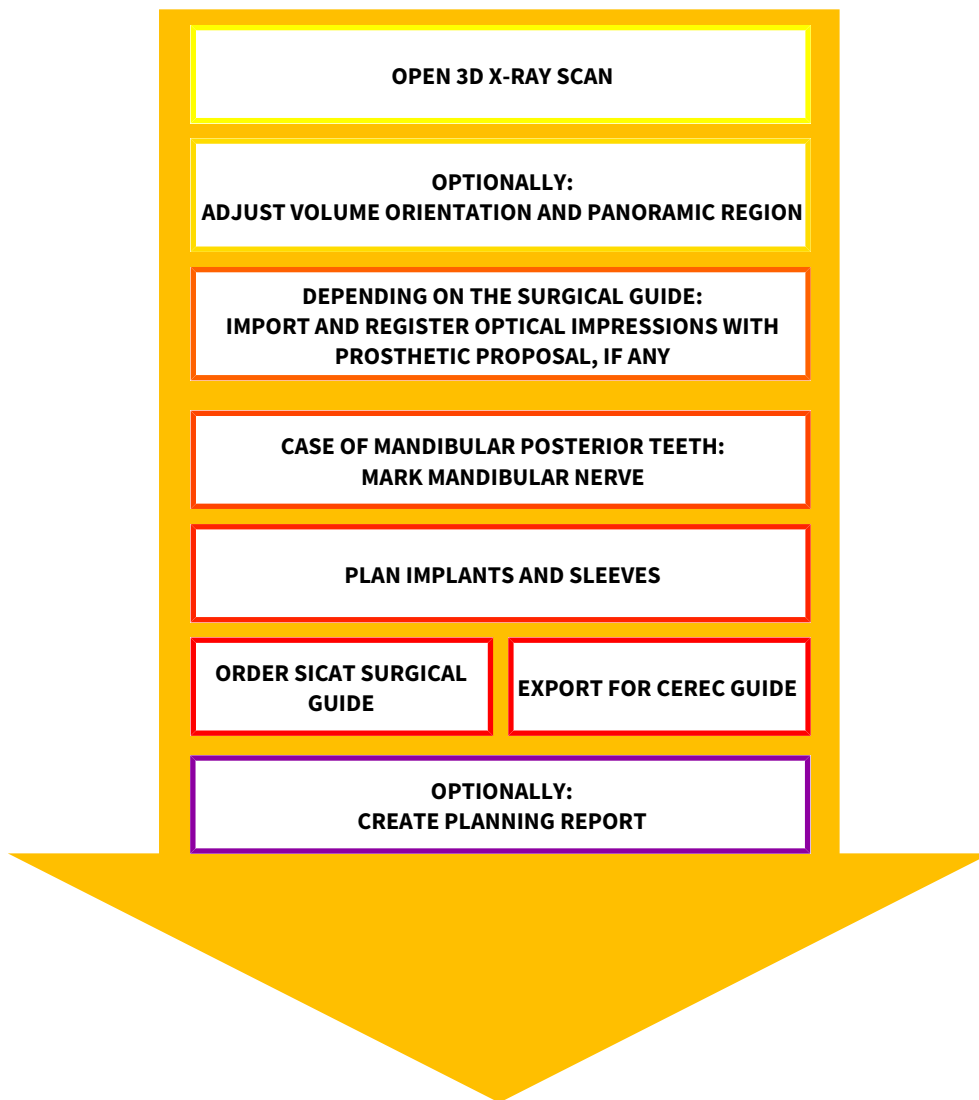 OPEN 3D X-RAY SCAN
OPTIONALLY:
ADJUST VOLUME ORIENTATION AND PANORAMIC REGION
DEPENDING ON THE SURGICAL GUIDE:
IMPORT AND REGISTER OPTICAL IMPRESSIONS WITH
PROSTHETIC PROPOSAL, IF ANY
CASE OF MANDIBULAR POSTERIOR TEETH:
MARK MANDIBULAR NERVE
PLAN IMPLANTS AND SLEEVES
ORDER SICAT SURGICAL
GUIDE
EXPORT FOR CEREC GUIDE
OPTIONALLY:
CREATE PLANNING REPORT